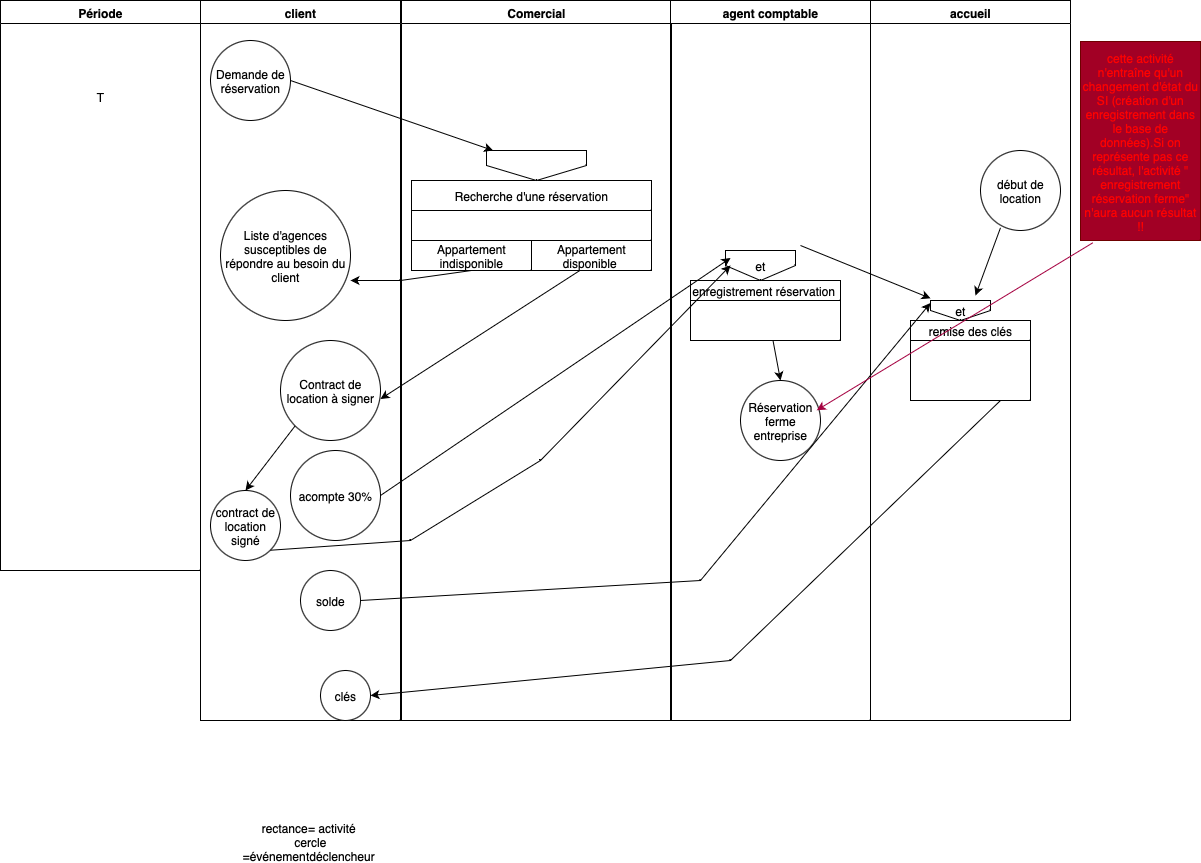 Période
client
Comercial
agent comptable
accueil
T
Demande de
réservation
Recherche d'une réservation
Appartement
indisponible
Appartement
disponible
Liste d'agences
susceptibles de
répondre au besoin du
client
Contract de
location à signer
acompte 30%
contract de
location
signé
solde
clés
et
enregistrement réservation
Réservation
ferme
entreprise
début de
location
et
remise des clés
cette activité
n'entraîne qu'un
changement d'état du
SI (création d'un
enregistrement dans
le base de
données).Si on
représente pas ce
résultat, l'activité "
enregistrement
réservation ferme"
n'aura aucun résultat
!!
rectance= activité
cercle
=événementdéclencheur